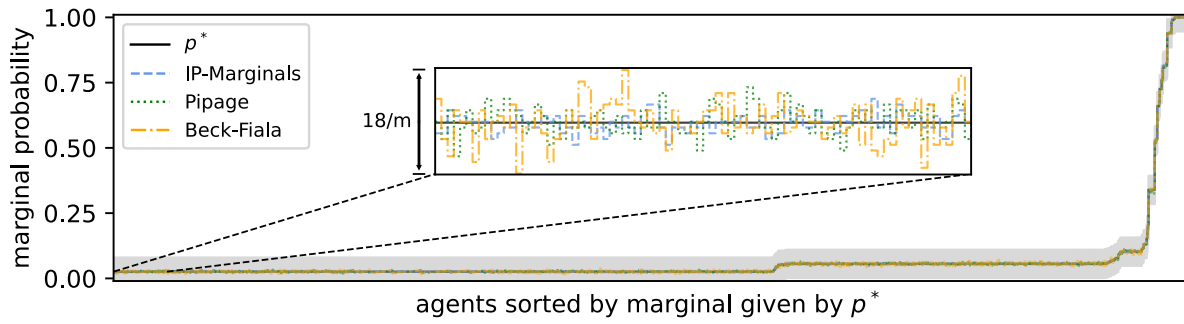 marginal probability
1.00
0.75
0.50
0.25
0.00
p*
IP-Marginals
Pipage
Beck-Fiala
18/m
agents sorted by marginal given by p*